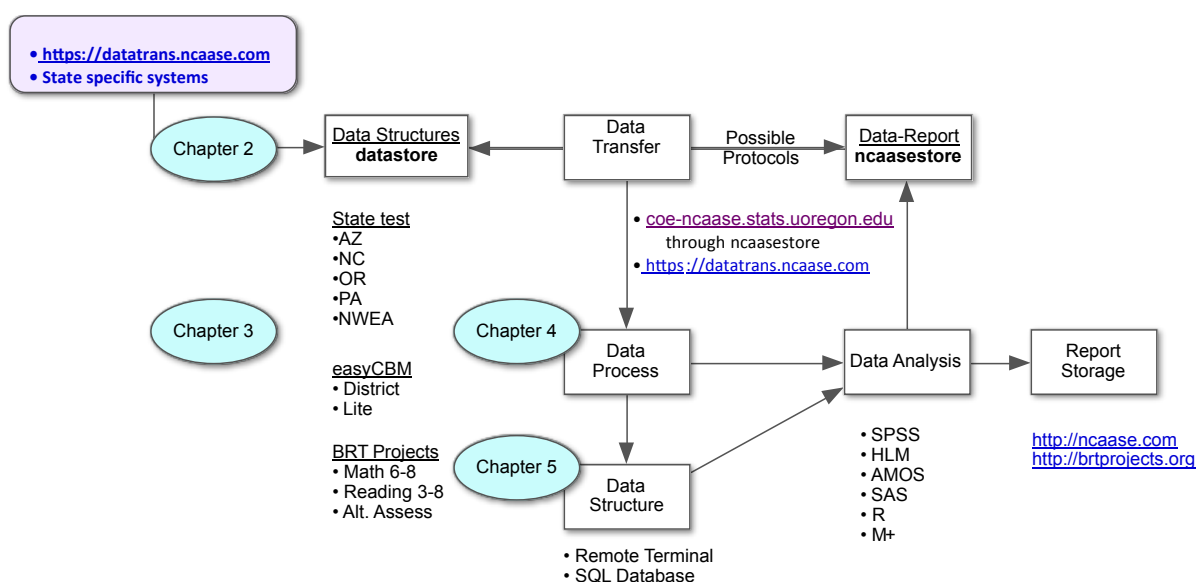 • https://datatrans.ncaase.com
• State specific systems
Chapter 2
Data Structures
datastore
Data
Transfer
Possible
Protocols
Data-Report
ncaasestore
State test
•AZ
•NC
•OR
•PA
•NWEA
• coe-ncaase.stats.uoregon.edu
through ncaasestore
• https://datatrans.ncaase.com
Chapter 3
Chapter 4
Data
Process
Data Analysis
Report
Storage
easyCBM
• District
• Lite
BRT Projects
• Math 6-8
• Reading 3-8
• Alt. Assess
Chapter 5
Data
Structure
• Remote Terminal
• SQL Database
• SPSS
• HLM
• AMOS
• SAS
• R
• M+
http://ncaase.com
http://brtprojects.org